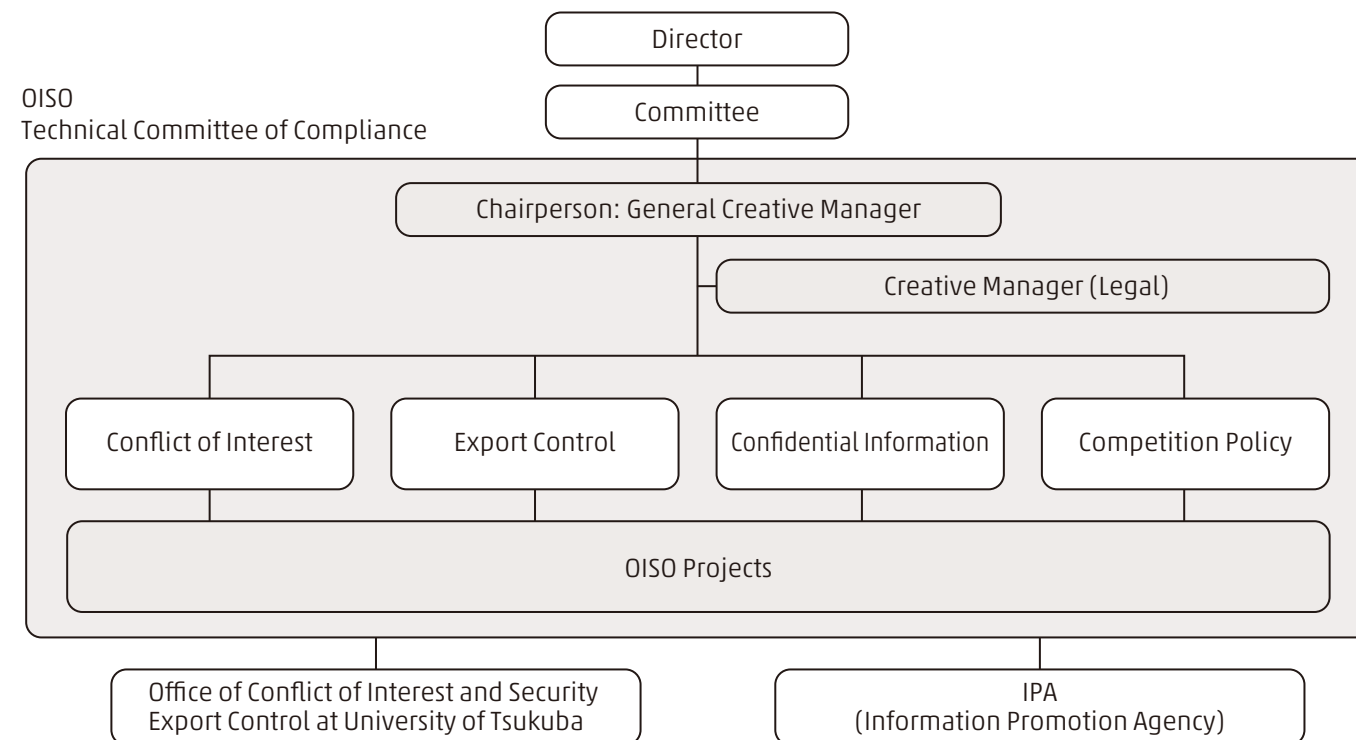 Director
OISO
Technical Committee of Compliance
Committee
Chairperson: General Creative Manager
Creative Manager (Legal)
Conflict of Interest
Export Control
Confidential Information
Competition Policy
OISO Projects
Office of Conflict of Interest and Security
Export Control at University of Tsukuba
IPA
(Information Promotion Agency)